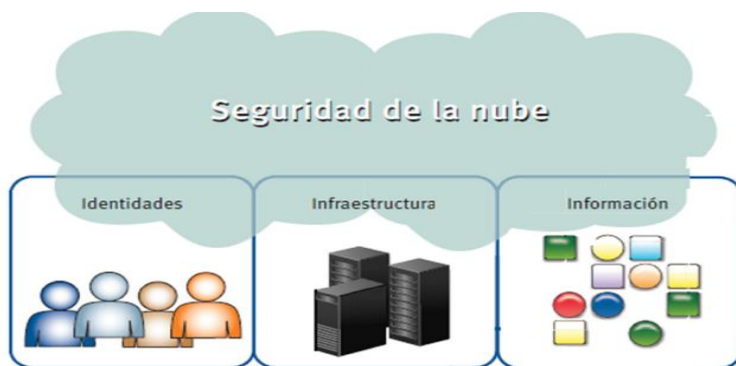 Seguridad de la nube
Identidades
Infraestructura
Información